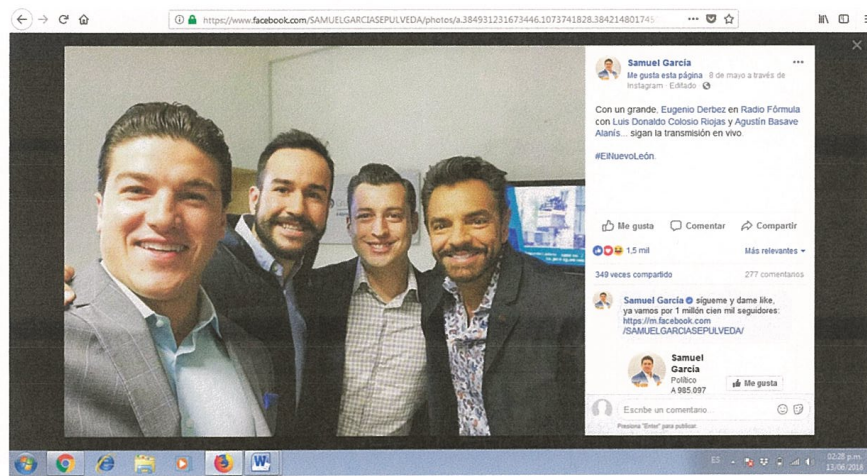 https://www.facebook.com/SAMUELGARCIASEPULVEDA/photos/a.384931231673446.1073741828.384214801745
Samuel García
Me gusta esta página · 8 de mayo a través de
Instagram · Editado ·
Con un grande, Eugenio Derbez en Radio Fórmula
con Luis Donaldo Colosio Riojas y Agustín Basave
Alanís... sigan la transmisión en vivo.
#ElNuevoLeón.
Me gusta Comentar Compartir
1,5 mil Más relevantes
349 veces compartido 277 comentarios
Samuel García sígueme y dame like,
ya vamos por 1 millón cien mil seguidores:
https://m.facebook.com
/SAMUELGARCIASEPULVEDA/
Samuel
García
Político
A 985.097
Me gusta
Escribe un comentario...
Presiona "Enter" para publicar.
ES
02:28 p.m.
13/06/2018